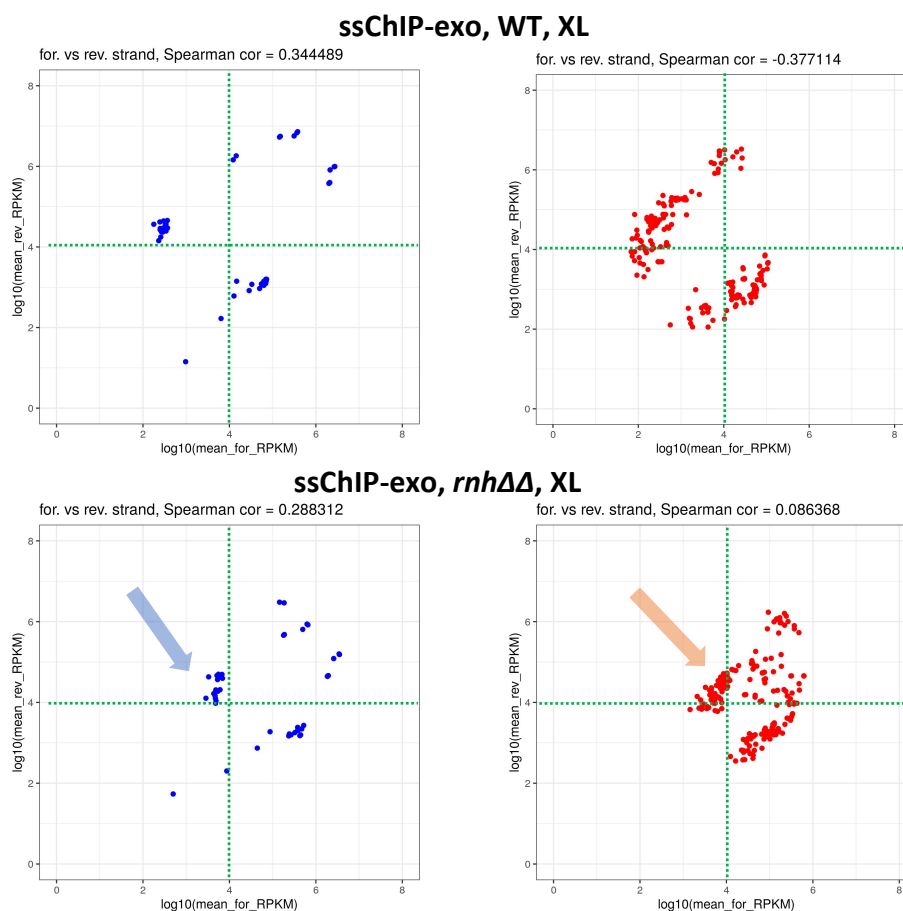 ssChIP-exo, WT, XL
for. vs rev. strand, Spearman cor = 0.344489
8
6
4
2
0
log10(mean_rev_RPKM)
0 2 4 6 8
log10(mean_for_RPKM)
for. vs rev. strand, Spearman cor = -0.377114
8
6
4
2
0
log10(mean_rev_RPKM)
0 2 4 6 8
log10(mean_for_RPKM)
ssChIP-exo, rnhΔΔ, XL
for. vs rev. strand, Spearman cor = 0.288312
8
6
4
2
0
log10(mean_rev_RPKM)
0 2 4 6 8
log10(mean_for_RPKM)
for. vs rev. strand, Spearman cor = 0.086368
8
6
4
2
0
log10(mean_rev_RPKM)
0 2 4 6 8
log10(mean_for_RPKM)